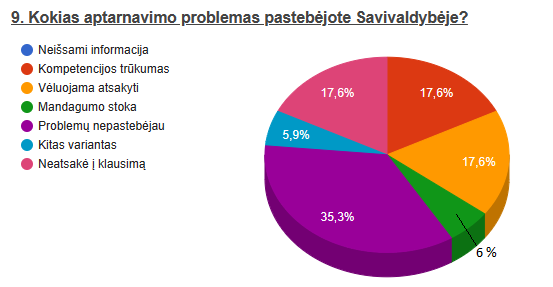 9. Kokias aptarnavimo problemas pastebėjote Savivaldybėje?
Neišsami informacija
Kompetencijos trūkumas
Vėluojama atsakyti
Mandagumo stoka
Problemų nepastebėjau
Kitas variantas
Neatsakė į klausimą
17,6%
17,6%
5,9%
17,6%
35,3%
6 %